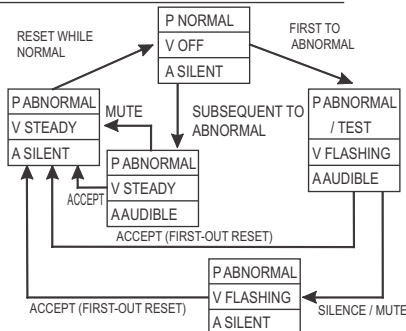 P NORMAL
V OFF
A SILENT
RESET WHILE
NORMAL
FIRST TO
ABNORMAL
P ABNORMAL
V STEADY
A SILENT
MUTE
SUBSEQUENT TO
ABNORMAL
P ABNORMAL
/ TEST
V FLASHING
A AUDIBLE
P ABNORMAL
V STEADY
A AUDIBLE
ACCEPT
ACCEPT (FIRST-OUT RESET)
P ABNORMAL
V FLASHING
A SILENT
ACCEPT (FIRST-OUT RESET)
SILENCE / MUTE